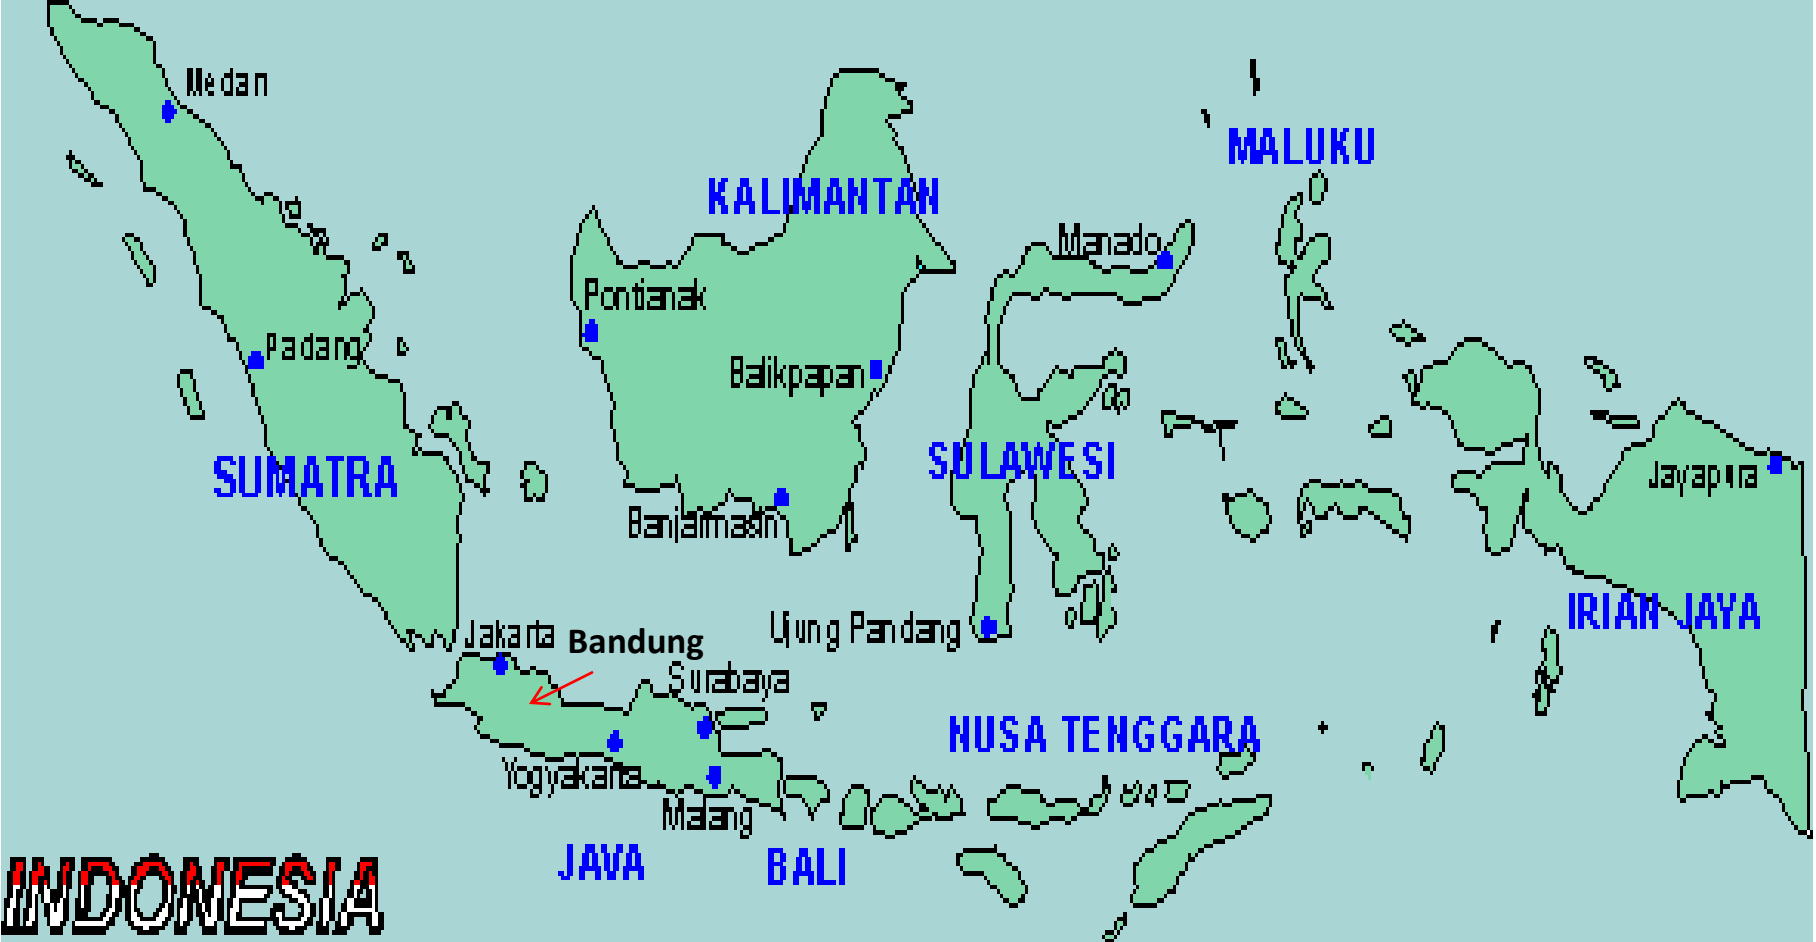 Medan
MALUKU
KALIMANTAN
Manado
Pontianak
Padang
Balikpapan
SULAWESI
SUMATRA
Jayapura
Banjarmasin
IRIAN JAYA
Ujung Pandang
Jakarta
Bandung
Surabaya
NUSA TENGGARA
Yogyakarta
Malang
JAVA
BALI
INDONESIA